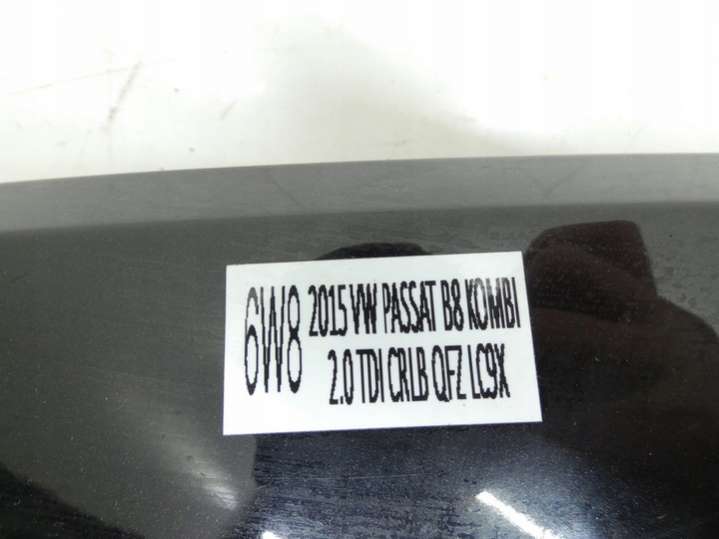 6W8
2015 VW PASSAT B8 KOMBI
2.0 TDI CRLB QFZ LC9X